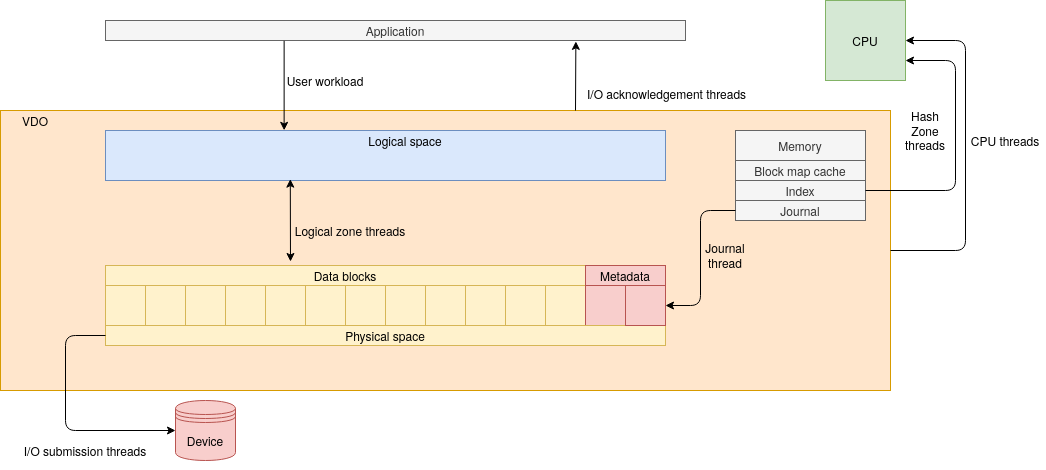 Application
CPU
User workload
I/O acknowledgement threads
VDO
Logical space
Memory
Block map cache
Index
Journal
Hash
Zone
threads
CPU threads
Logical zone threads
Journal
thread
Data blocks
Metadata
Physical space
Device
I/O submission threads